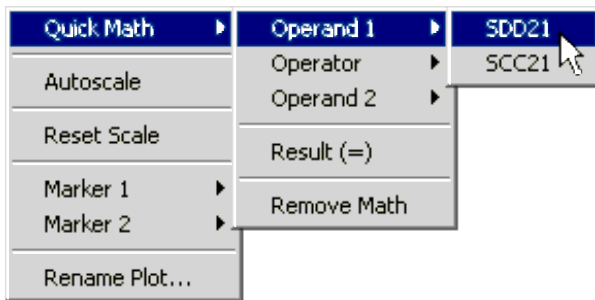 Quick Math
Autoscale
Reset Scale
Marker 1
Marker 2
Rename Plot...
Operand 1
Operator
Operand 2
Result (=)
Remove Math
SDD21
SCC21